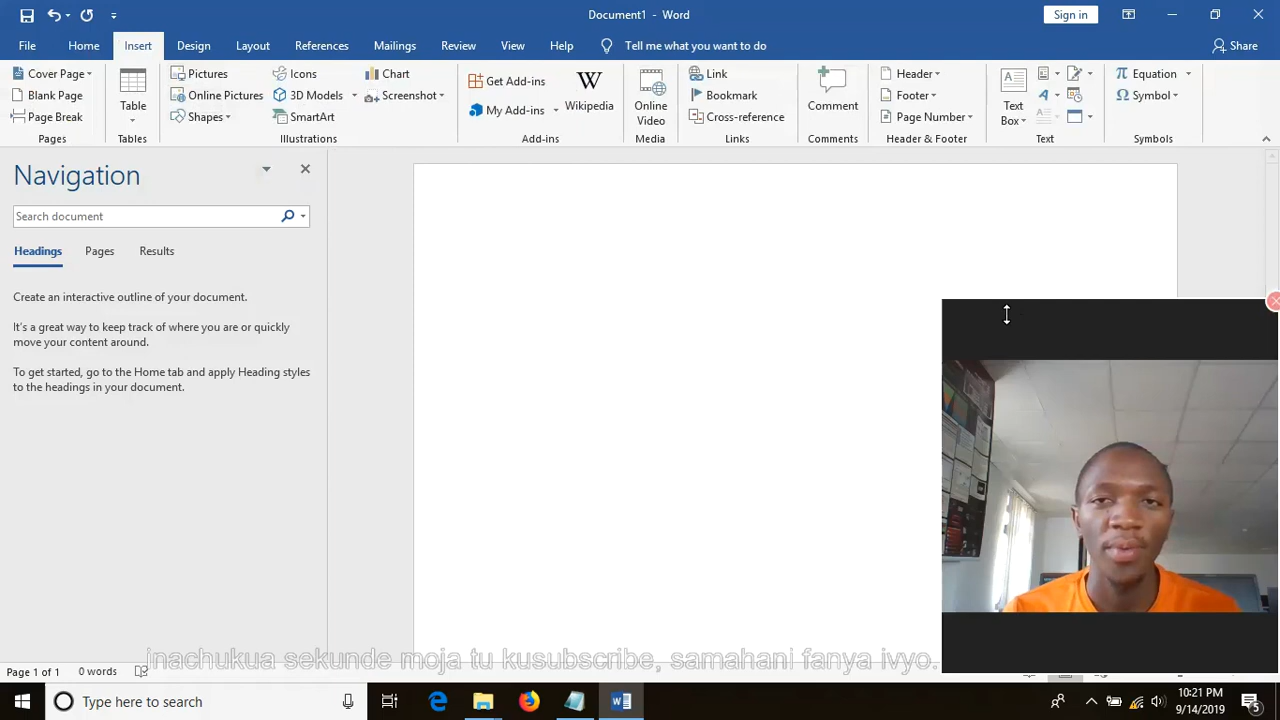 Document1 - Word
Sign in
File
Home
Insert
Design
Layout
References
Mailings
Review
View
Help
Tell me what you want to do
Share
Cover Page
Blank Page
Page Break
Pages
Table
Tables
Pictures
Online Pictures
Shapes
Icons
3D Models
SmartArt
Chart
Screenshot
Illustrations
Get Add-ins
My Add-ins
Wikipedia
Add-ins
Online
Video
Media
Link
Bookmark
Cross-reference
Links
Comment
Comments
Header
Footer
Page Number
Header & Footer
Text
Box
Text
Equation
Symbol
Symbols
Navigation
Search document
Headings
Pages
Results
Create an interactive outline of your document.
It's a great way to keep track of where you are or quickly
move your content around.
To get started, go to the Home tab and apply Heading styles
to the headings in your document.
inachukua sekunde moja tu kusubscribe, samahani fanya ivyo.
Page 1 of 1
0 words
Type here to search
10:21 PM
9/14/2019
5